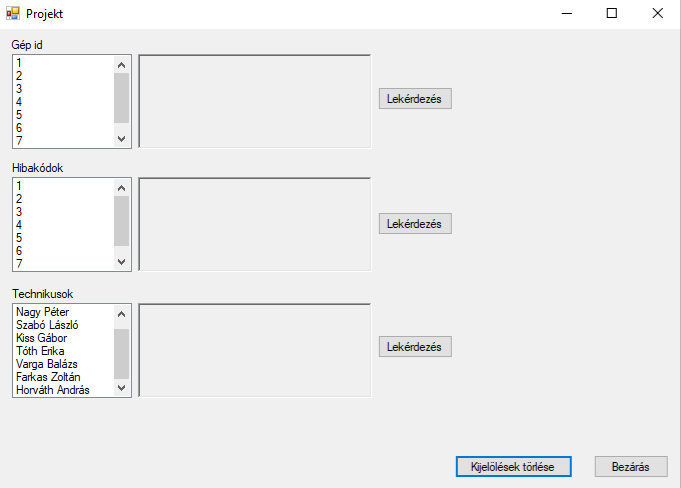 Projekt
Gép id
1
2
3
4
5
6
7
Lekérdezés
Hibakódok
1
2
3
4
5
6
7
Lekérdezés
Technikusok
Nagy Péter
Szabó László
Kiss Gábor
Tóth Erika
Varga Balázs
Farkas Zoltán
Horváth András
Lekérdezés
Kijelölések törlése
Bezárás